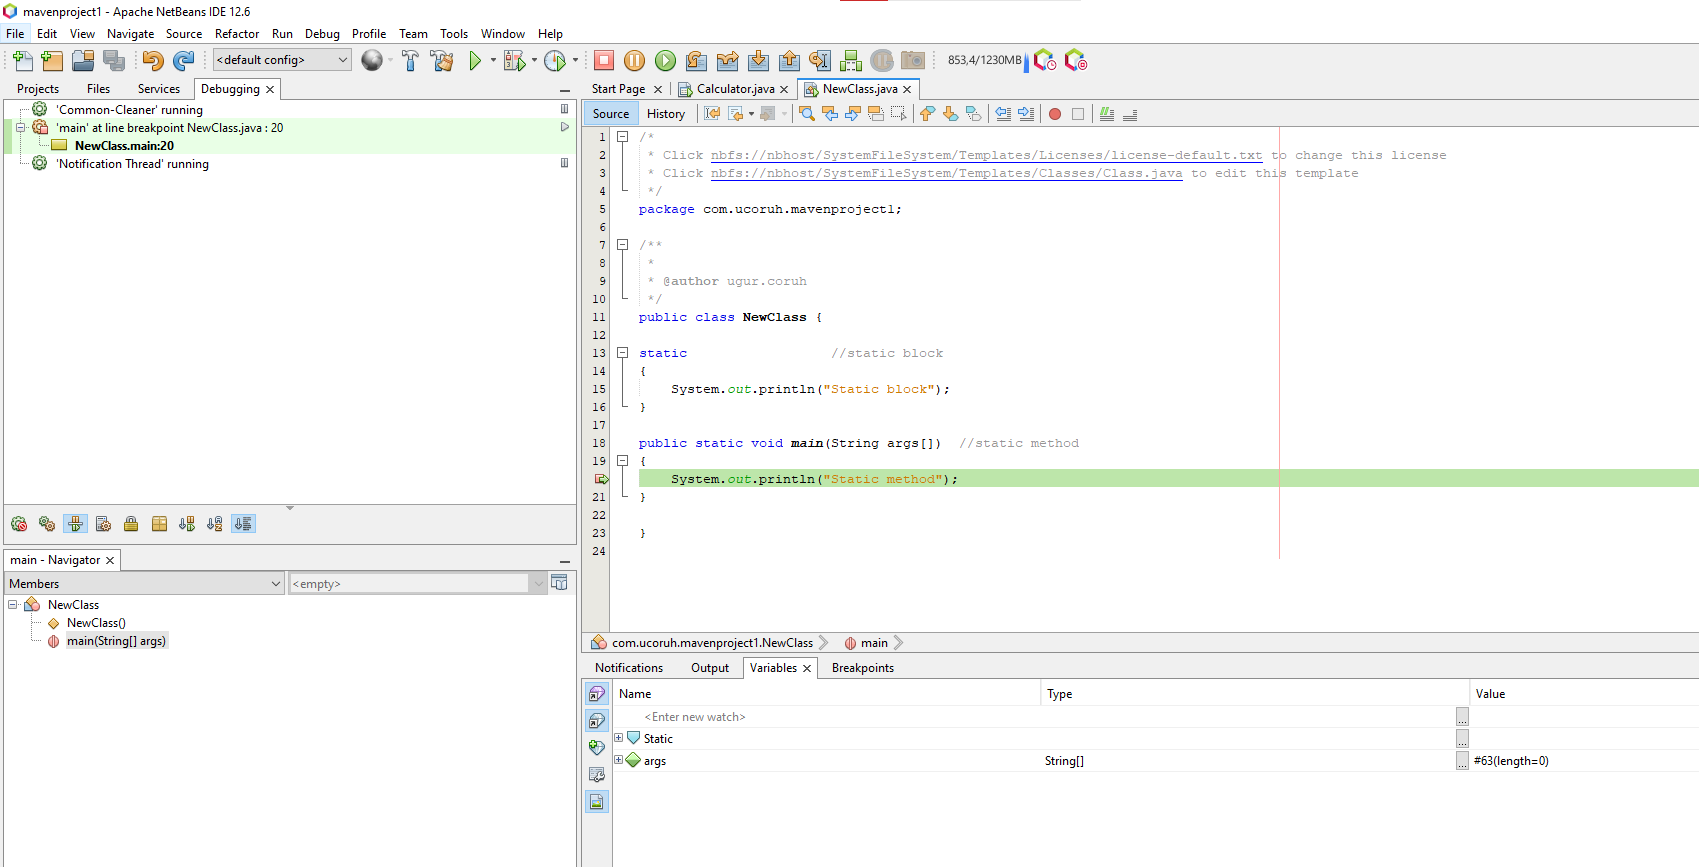 mavenproject1 - Apache NetBeans IDE 12.6
File Edit View Navigate Source Refactor Run Debug Profile Team Tools Window Help
<default config> 853,4/1230MB
Projects Files Services Debugging
'Common-Cleaner' running
'main' at line breakpoint NewClass.java : 20
NewClass.main:20
'Notification Thread' running
main - Navigator
Members <empty>
NewClass
NewClass()
main(String[] args)
Start Page Calculator.java NewClass.java
Source History
1 /*
2 * Click nbfs://nbhost/SystemFileSystem/Templates/Licenses/license-default.txt to change this license
3 * Click nbfs://nbhost/SystemFileSystem/Templates/Classes/Class.java to edit this template
4 */
5 package com.ucoruh.mavenproject1;
6
7 /**
8 *
9 * @author ugur.coruh
10 */
11 public class NewClass {
12
13 static //static block
14 {
15 System.out.println("Static block");
16 }
17
18 public static void main(String args[]) //static method
19 {
System.out.println("Static method");
21 }
22
23 }
24
com.ucoruh.mavenproject1.NewClass main
Notifications Output Variables Breakpoints
Name Type Value
<Enter new watch> ...
Static ...
args String[] ... #63(length=0)